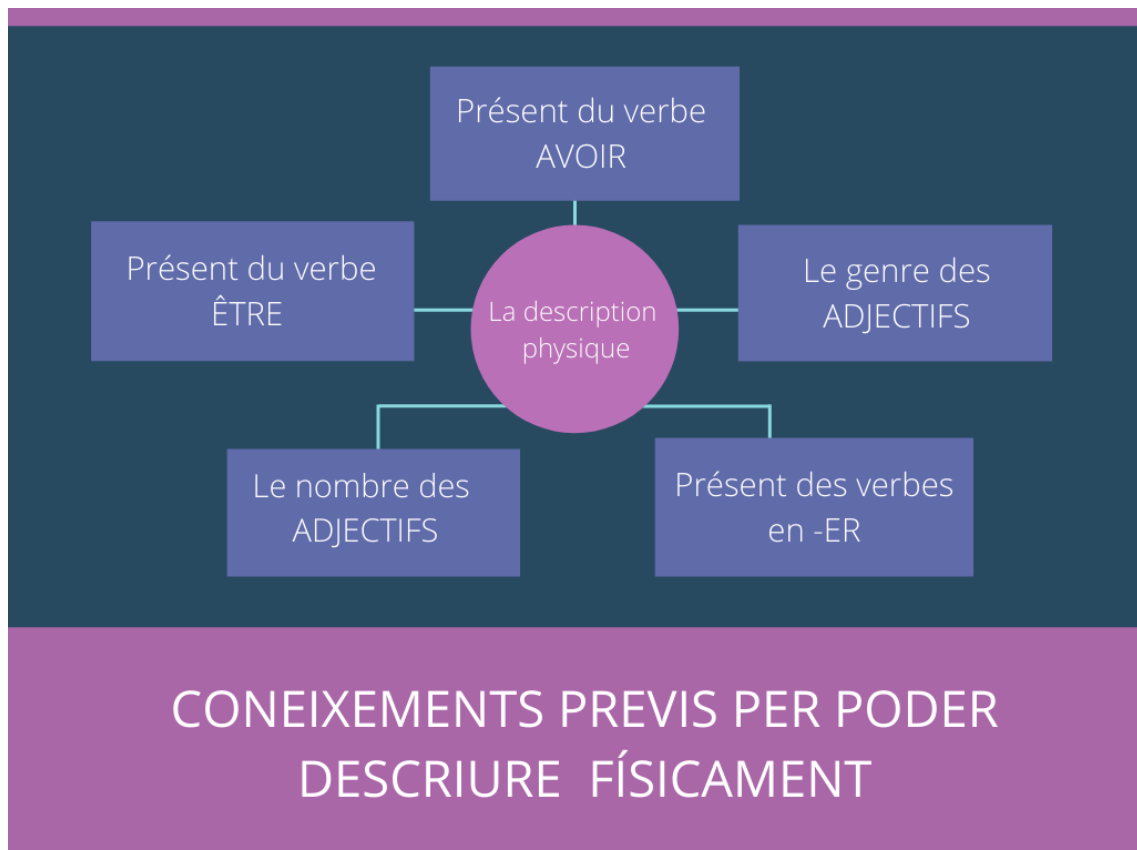 Présent du verbe
AVOIR
Présent du verbe
ÊTRE
Le genre des
ADJECTIFS
La description
physique
Le nombre des
ADJECTIFS
Présent des verbes
en -ER
CONEIXEMENTS PREVIS PER PODER
DESCRIURE FÍSICAMENT